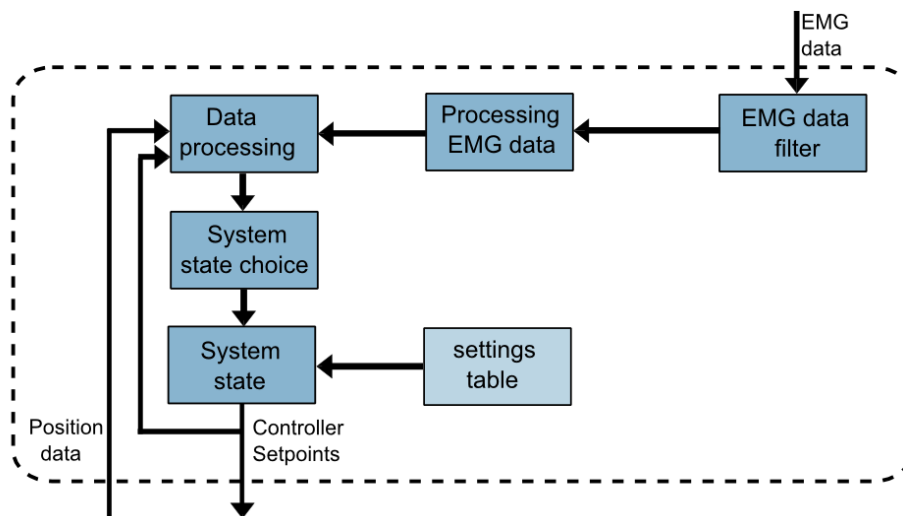 EMG
data
Data
processing
Processing
EMG data
EMG data
filter
System
state choice
System
state
settings
table
Position
data
Controller
Setpoints